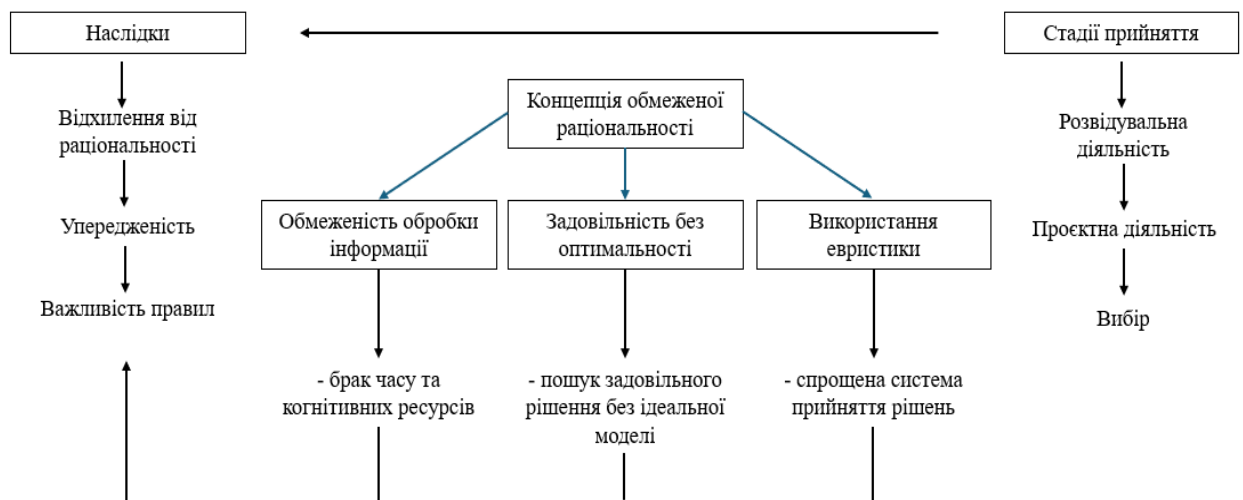 Наслідки
Відхилення від
раціональності
Упередженість
Важливість правил
Концепція обмеженої
раціональності
Обмеженість обробки
інформації
- брак часу та
когнітивних ресурсів
Задовільність без
оптимальності
- пошук задовільного
рішення без ідеальної
моделі
Використання
евристики
- спрощена система
прийняття рішень
Стадії прийняття
Розвідувальна
діяльність
Проєктна діяльність
Вибір